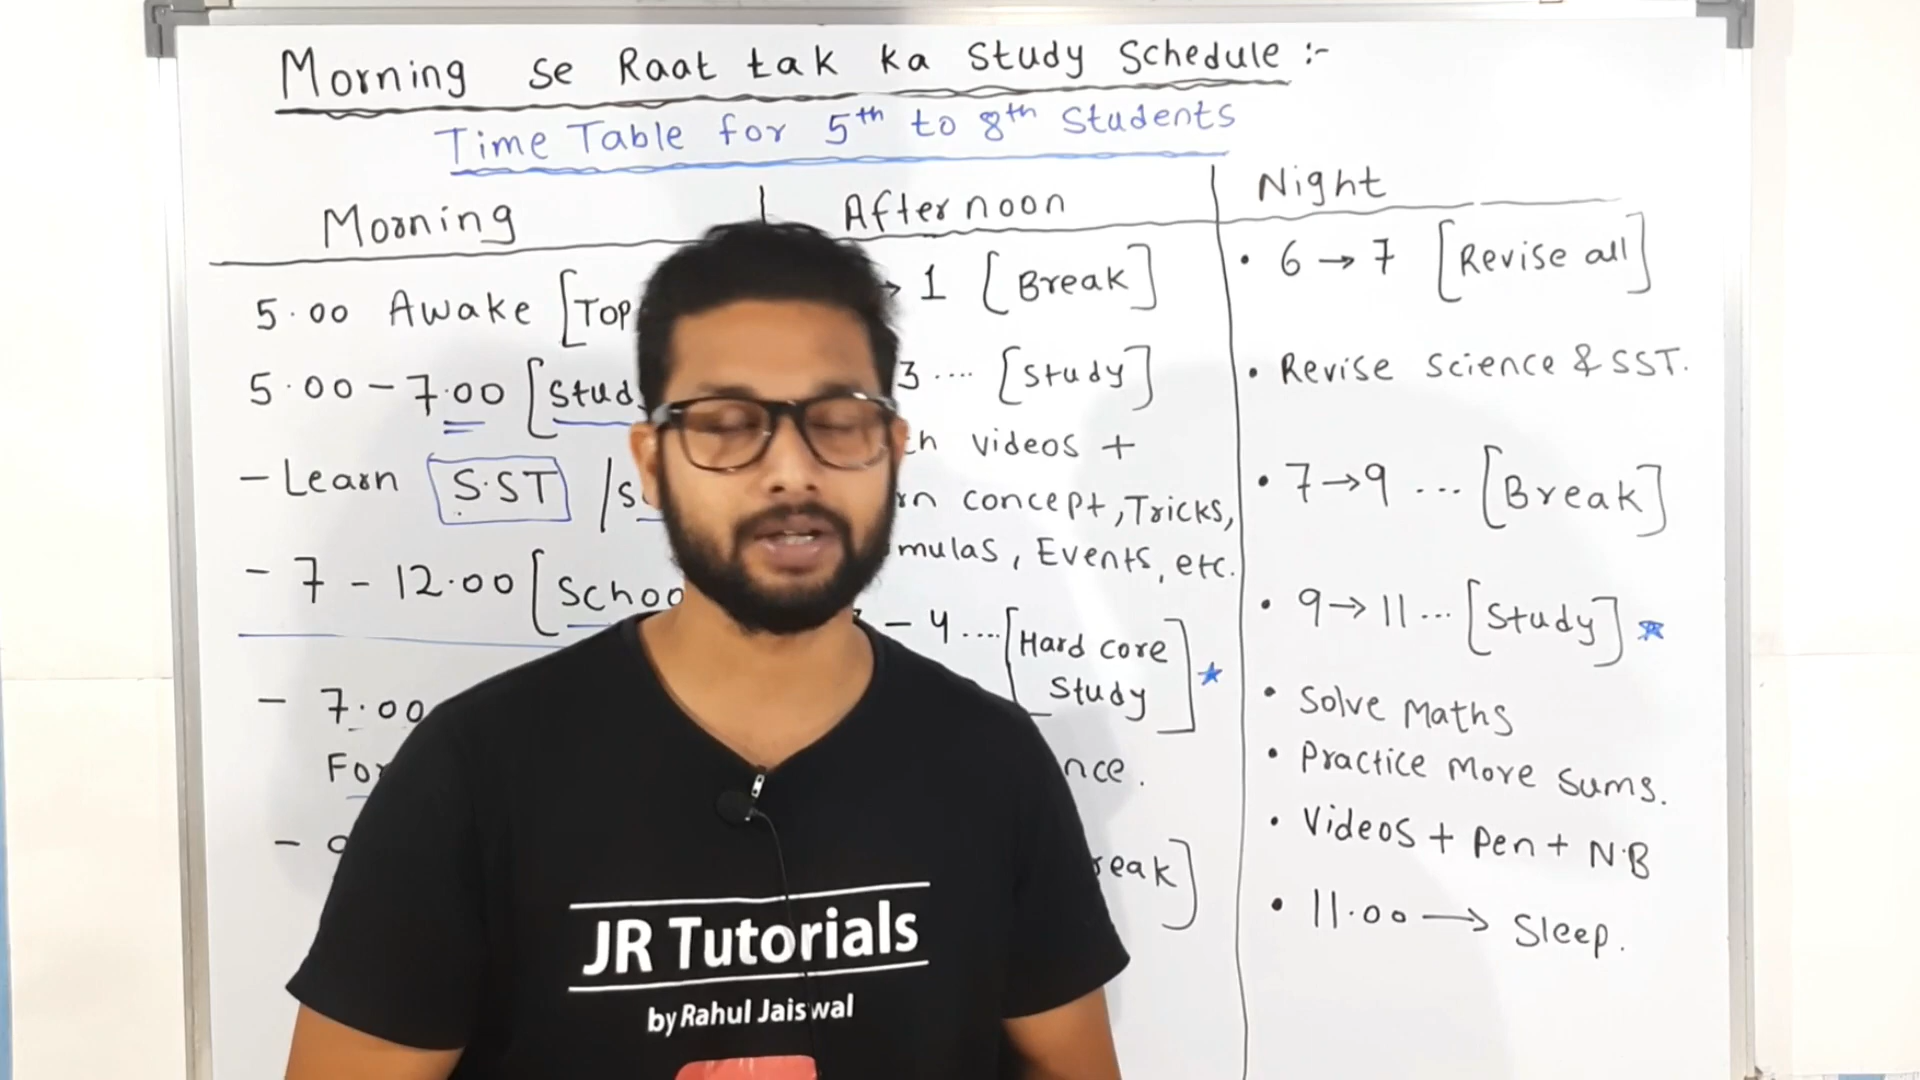 Morning se Raat tak ka Study Schedule :-
Time Table for 5th to 8th Students
Morning
5.00 Awake [Top
5.00 - 7.00 [Stud
- Learn S.ST /s
- 7 - 12.00 [School
- 7.00
For
-
Afternoon
→ 1 [Break]
3 .... [Study]
videos +
concept, Tricks,
mulas, Events, etc.
- 4 .... [Hard core
Study] ★
nce.
reak]
Night
• 6 → 7 [Revise all]
• Revise Science & SST.
• 7 → 9 ... [Break]
• 9 → 11 ... [Study] ★
• Solve Maths
• Practice More Sums.
• Videos + Pen + N.B
• 11.00 → Sleep.
JR Tutorials
by Rahul Jaiswal